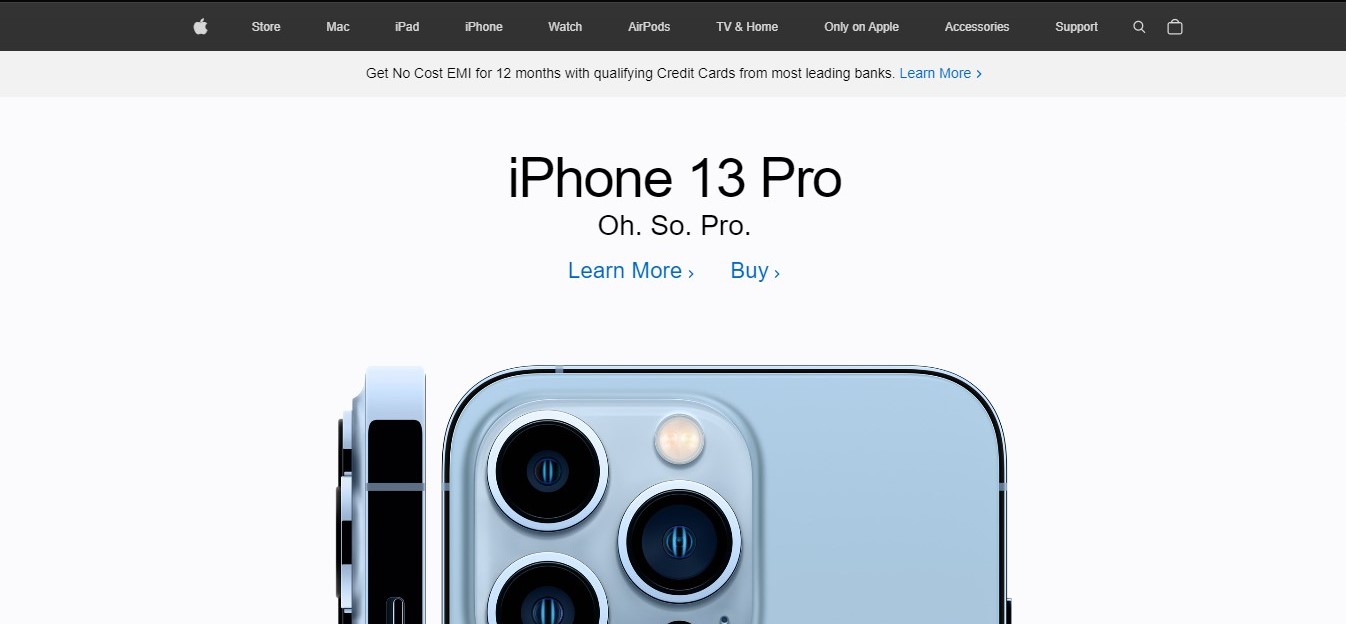 Store Mac iPad iPhone Watch AirPods TV & Home Only on Apple Accessories Support
Get No Cost EMI for 12 months with qualifying Credit Cards from most leading banks. Learn More >
iPhone 13 Pro
Oh. So. Pro.
Learn More > Buy >